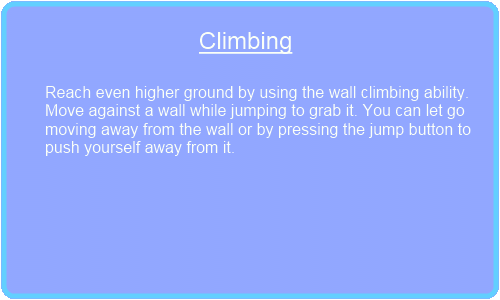 Climbing
Reach even higher ground by using the wall climbing ability.
Move against a wall while jumping to grab it. You can let go
moving away from the wall or by pressing the jump button to
push yourself away from it.